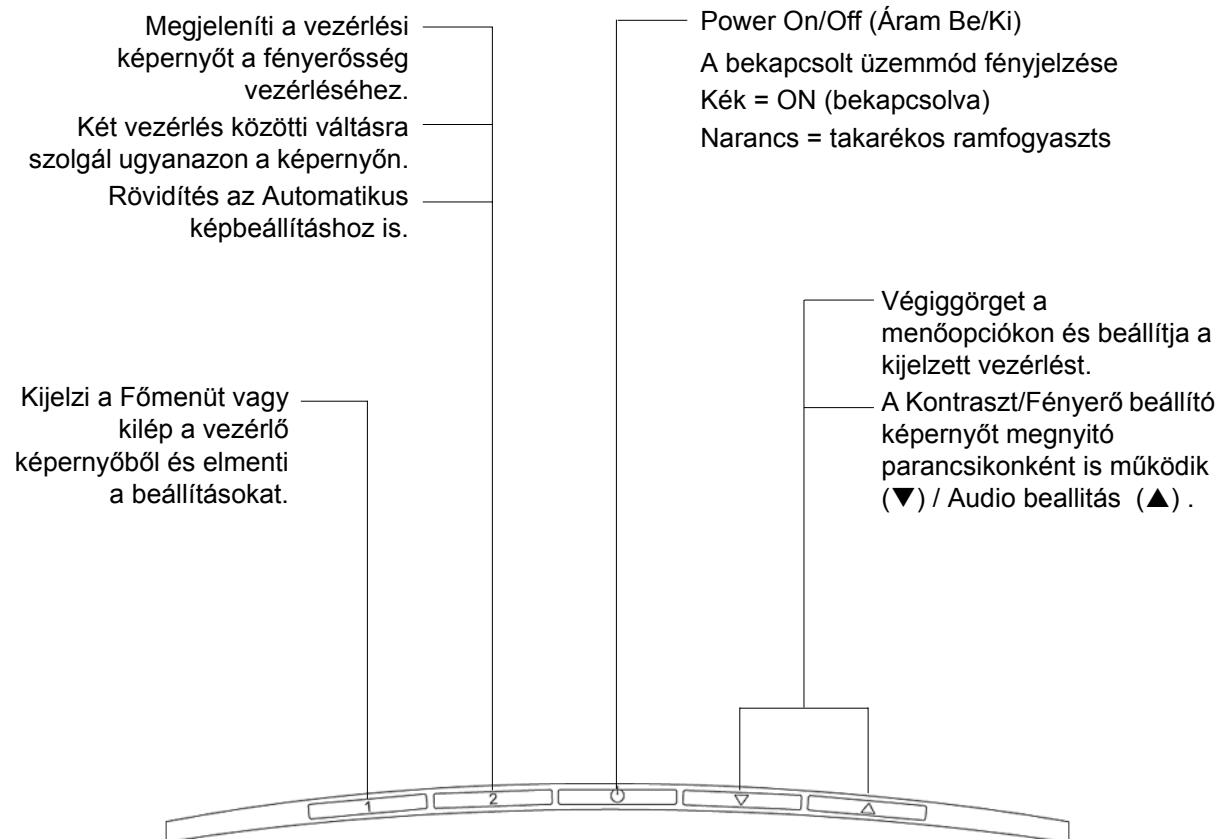 Megjeleníti a vezérlési
képernyőt a fényerősség
vezérléséhez.
Két vezérlés közötti váltásra
szolgál ugyanazon a képernyőn.
Rövidítés az Automatikus
képbeállításhoz is.
Power On/Off (Áram Be/Ki)
A bekapcsolt üzemmód fényjelzése
Kék = ON (bekapcsolva)
Narancs = takarékos ramfogyaszts
Végiggörget a
menőopciókon és beállítja a
kijelzett vezérlést.
A Kontraszt/Fényerő beállító
képernyőt megnyitó
parancsikonként is működik
(▼) / Audio beallitás (▲) .
Kijelzi a Főmenüt vagy
kilép a vezérlő
képernyőből és elmenti
a beállításokat.
1 2 ▽ △